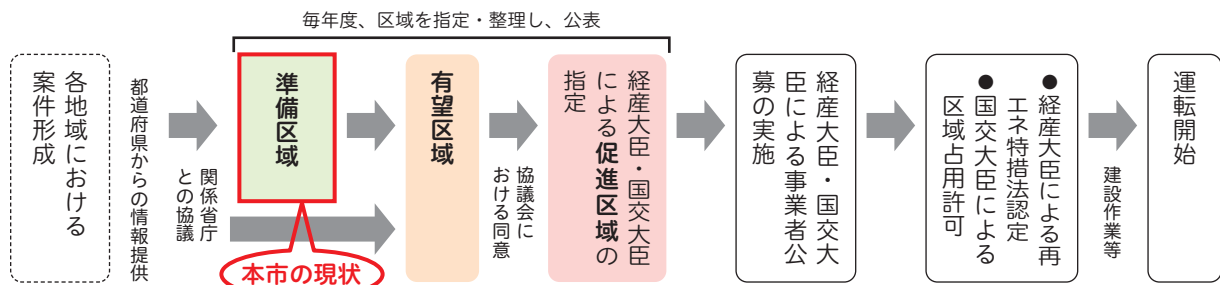 毎年度、区域を指定・整理し、公表
各地域における
案件形成
都道府県からの情報提供
関係省庁
との協議
準備区域
本市の現状
有望区域
協議会に
おける同意
経産大臣・国交大臣
による促進区域の
指定
経産大臣・国交大
臣による事業者公
募の実施
●経産大臣による再
エネ特措法認定
●国交大臣による
区域占用許可
建設作業等
運転開始